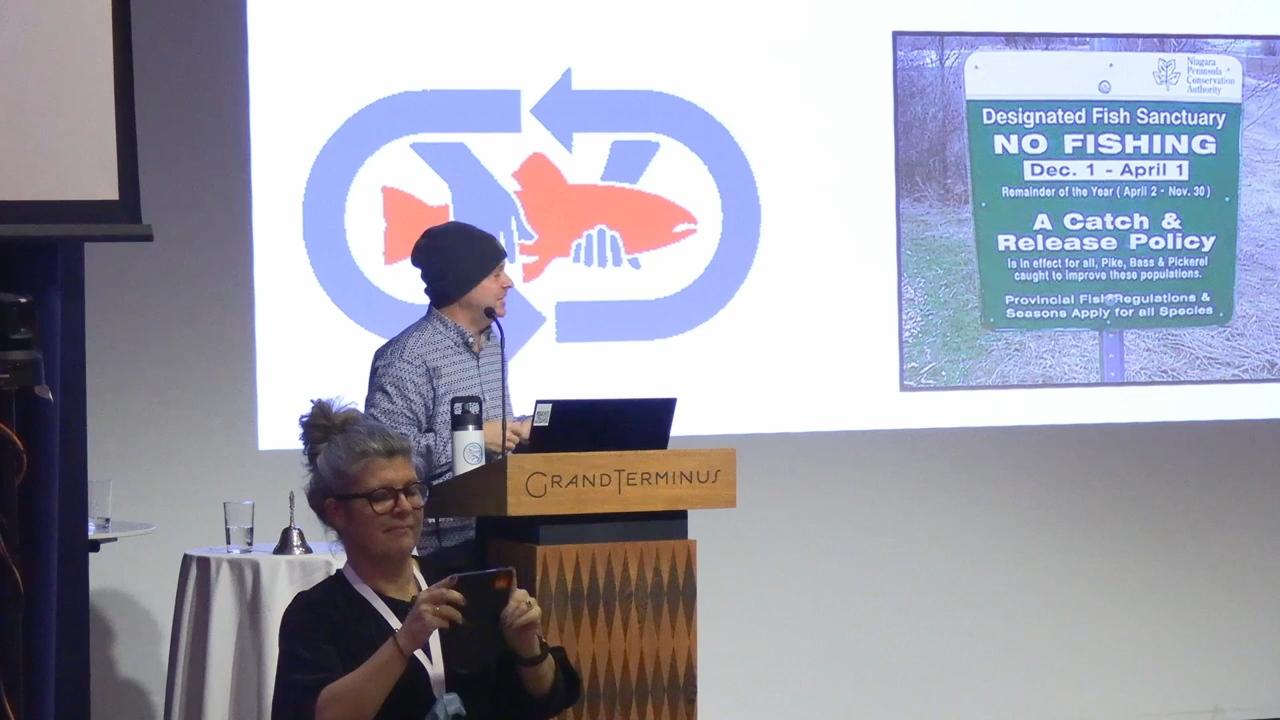 Niagara
Peninsula
Conservation
Authority
Designated Fish Sanctuary
NO FISHING
Dec. 1 - April 1
Remainder of the Year ( April 2 - Nov. 30 )
A Catch &
Release Policy
is in effect for all, Pike, Bass & Pickerel
caught to improve these populations.
Provincial Fish Regulations &
Seasons Apply for all Species
GRANDTERMINUS